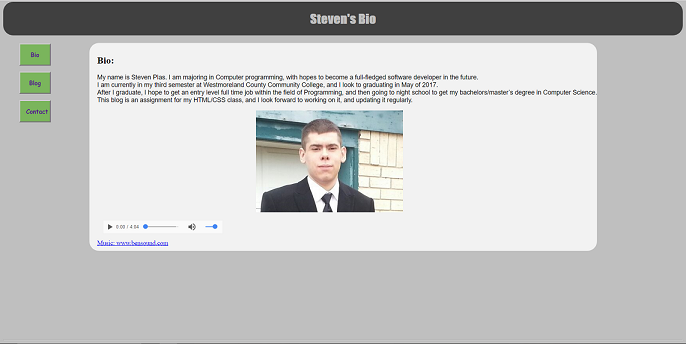 Steven's Bio
Bio
Blog
Contact
Bio:
My name is Steven Plas. I am majoring in Computer programming, with hopes to become a full-fledged software developer in the future.
I am currently in my third semester at Westmoreland County Community College, and I look to graduating in May of 2017.
After I graduate, I hope to get an entry level full time job within the field of Programming, and then going to night school to get my bachelors/master's degree in Computer Science.
This blog is an assignment for my HTML/CSS class, and I look forward to working on it, and updating it regularly.
0:00 / 4:04
Music: www.bensound.com